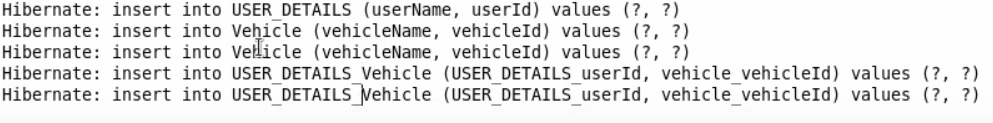 Hibernate: insert into USER_DETAILS (userName, userId) values (?, ?)
Hibernate: insert into Vehicle (vehicleName, vehicleId) values (?, ?)
Hibernate: insert into Vehicle (vehicleName, vehicleId) values (?, ?)
Hibernate: insert into USER_DETAILS_Vehicle (USER_DETAILS_userId, vehicle_vehicleId) values (?, ?)
Hibernate: insert into USER_DETAILS_Vehicle (USER_DETAILS_userId, vehicle_vehicleId) values (?, ?)